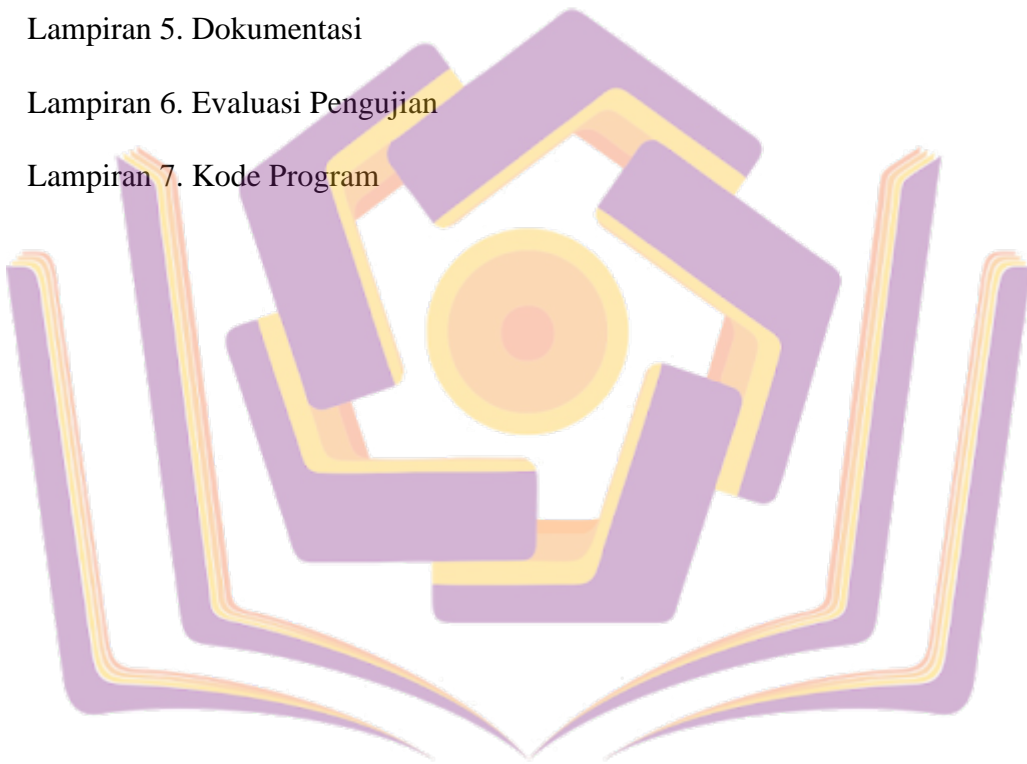 Lampiran 5. Dokumentasi
Lampiran 6. Evaluasi Pengujian
Lampiran 7. Kode Program